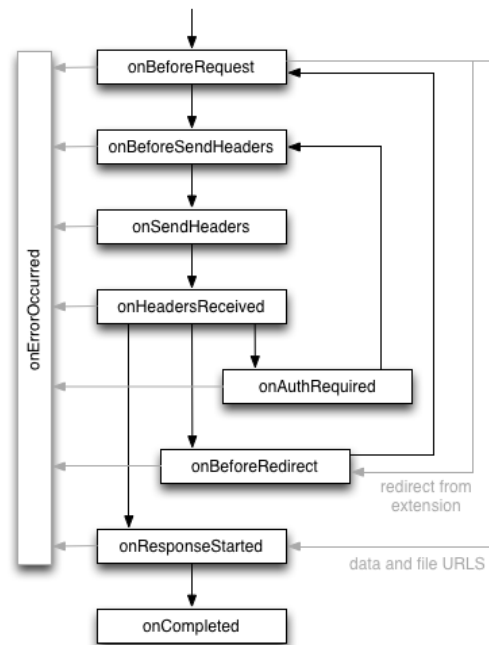 onBeforeRequest
onBeforeSendHeaders
onSendHeaders
onErrorOccurred
onHeadersReceived
onAuthRequired
onBeforeRedirect
redirect from
extension
onResponseStarted
data and file URLS
onCompleted